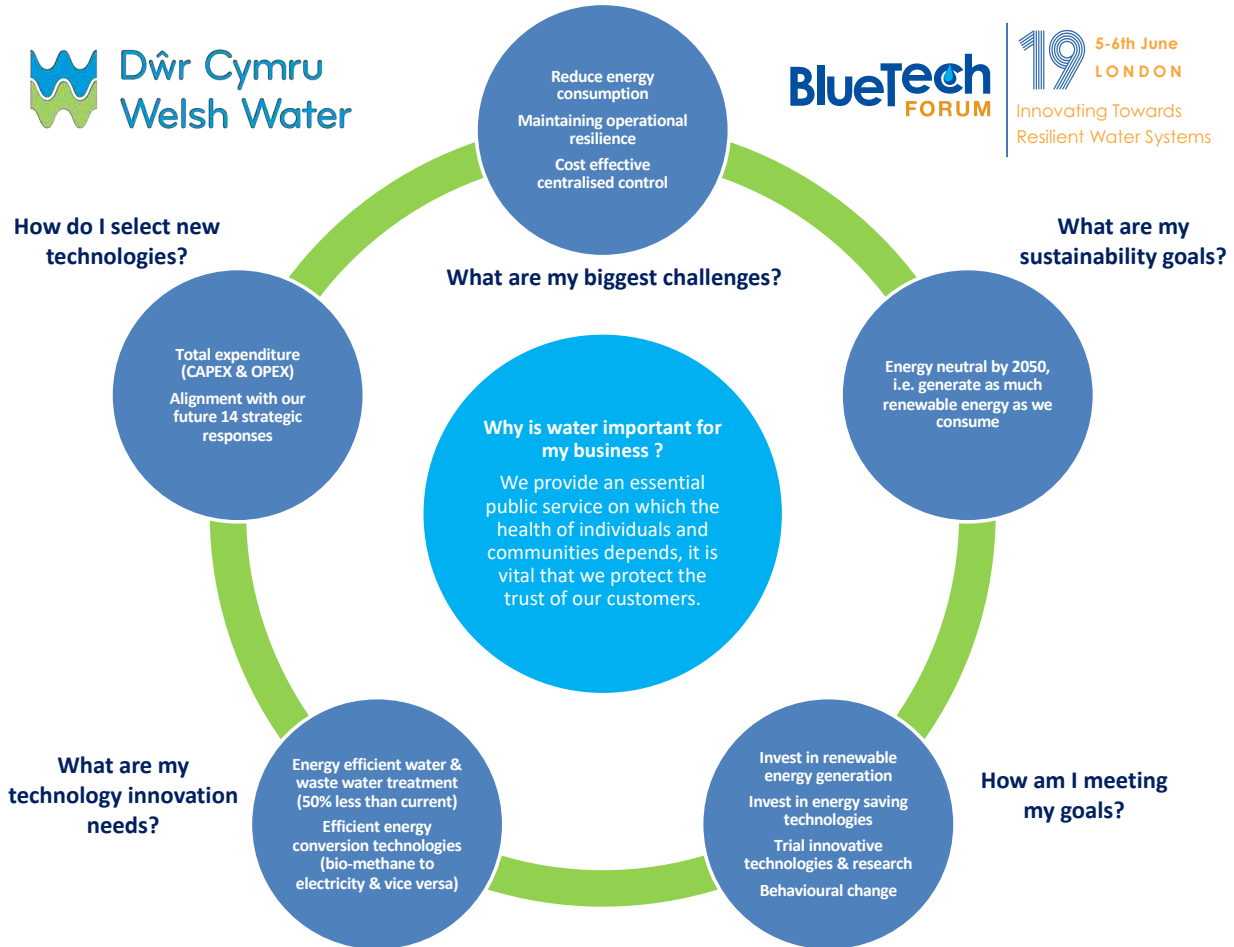 Dŵr Cymru
Welsh Water
BlueTech
FORUM
19
5-6th June
LONDON
Innovating Towards
Resilient Water Systems
Reduce energy
consumption
Maintaining operational
resilience
Cost effective
centralised control
What are my biggest challenges?
What are my
sustainability goals?
Energy neutral by 2050,
i.e. generate as much
renewable energy as we
consume
How am I meeting
my goals?
Invest in renewable
energy generation
Invest in energy saving
technologies
Trial innovative
technologies & research
Behavioural change
What are my
technology innovation
needs?
Energy efficient water &
waste water treatment
(50% less than current)
Efficient energy
conversion technologies
(bio-methane to
electricity & vice versa)
How do I select new
technologies?
Total expenditure
(CAPEX & OPEX)
Alignment with our
future 14 strategic
responses
Why is water important for
my business ?
We provide an essential
public service on which the
health of individuals and
communities depends, it is
vital that we protect the
trust of our customers.